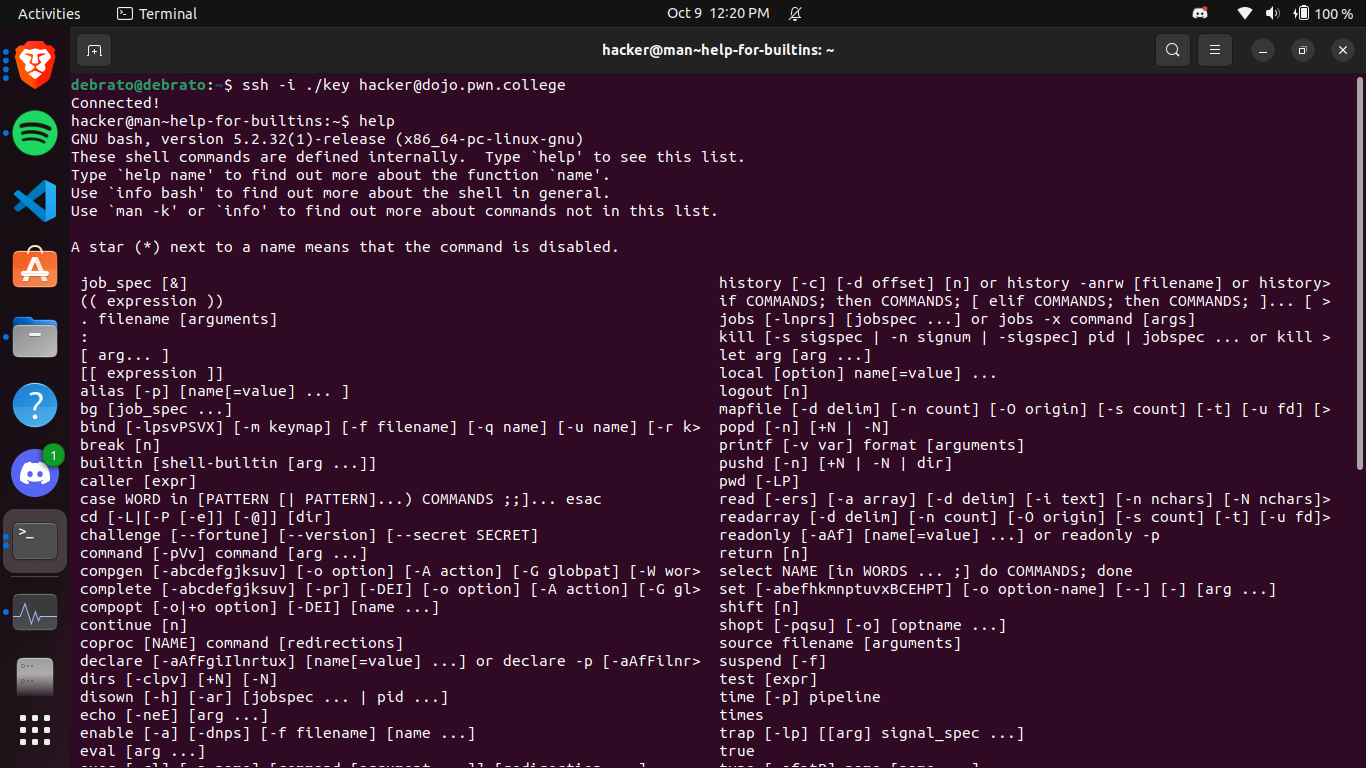 Activities Terminal Oct 9 12:20 PM 100 %
hacker@man~help-for-builtins: ~
debrato@debrato:~$ ssh -i ./key hacker@dojo.pwn.college
Connected!
hacker@man~help-for-builtins:~$ help
GNU bash, version 5.2.32(1)-release (x86_64-pc-linux-gnu)
These shell commands are defined internally.  Type `help' to see this list.
Type `help name' to find out more about the function `name'.
Use `info bash' to find out more about the shell in general.
Use `man -k' or `info' to find out more about commands not in this list.
A star (*) next to a name means that the command is disabled.
job_spec [&] history [-c] [-d offset] [n] or history -anrw [filename] or history>
(( expression )) if COMMANDS; then COMMANDS; [ elif COMMANDS; then COMMANDS; ]... [ >
. filename [arguments] jobs [-lnprs] [jobspec ...] or jobs -x command [args]
: kill [-s sigspec | -n signum | -sigspec] pid | jobspec ... or kill >
[ arg... ] let arg [arg ...]
[[ expression ]] local [option] name[=value] ...
alias [-p] [name[=value] ... ] logout [n]
bg [job_spec ...] mapfile [-d delim] [-n count] [-O origin] [-s count] [-t] [-u fd] [>
bind [-lpsvPSVX] [-m keymap] [-f filename] [-q name] [-u name] [-r k> popd [-n] [+N | -N]
break [n] printf [-v var] format [arguments]
builtin [shell-builtin [arg ...]] pushd [-n] [+N | -N | dir]
caller [expr] pwd [-LP]
case WORD in [PATTERN [| PATTERN]...) COMMANDS ;;]... esac read [-ers] [-a array] [-d delim] [-i text] [-n nchars] [-N nchars]>
cd [-L|[-P [-e]] [-@]] [dir] readarray [-d delim] [-n count] [-O origin] [-s count] [-t] [-u fd]>
challenge [--fortune] [--version] [--secret SECRET] readonly [-aAf] [name[=value] ...] or readonly -p
command [-pVv] command [arg ...] return [n]
compgen [-abcdefgjksuv] [-o option] [-A action] [-G globpat] [-W wor> select NAME [in WORDS ... ;] do COMMANDS; done
complete [-abcdefgjksuv] [-pr] [-DEI] [-o option] [-A action] [-G gl> set [-abefhkmnptuvxBCEHPT] [-o option-name] [--] [-] [arg ...]
compopt [-o|+o option] [-DEI] [name ...] shift [n]
continue [n] shopt [-pqsu] [-o] [optname ...]
coproc [NAME] command [redirections] source filename [arguments]
declare [-aAfFgiIlnrtux] [name[=value] ...] or declare -p [-aAfFilnr> suspend [-f]
dirs [-clpv] [+N] [-N] test [expr]
disown [-h] [-ar] [jobspec ... | pid ...] time [-p] pipeline
echo [-neE] [arg ...] times
enable [-a] [-dnps] [-f filename] [name ...] trap [-lp] [[arg] signal_spec ...]
eval [arg ...] true
1